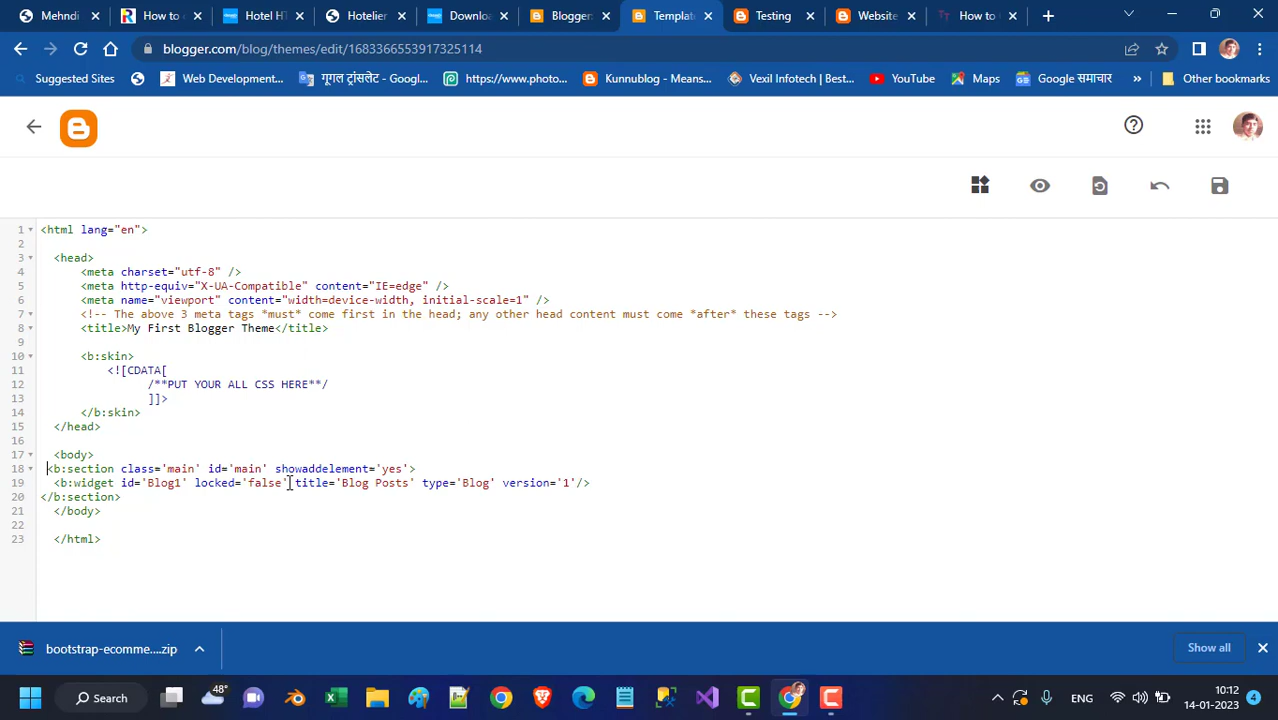 Mehndi
How to
Hotel HT
Hotelier
Downlo
Blogger:
Templat
Testing
Website
How to
blogger.com/blog/themes/edit/1683366553917325114
Suggested Sites
Web Development...
गूगल ट्रांसलेट - Googl...
https://www.photo...
Kunnublog - Means...
Vexil Infotech | Best...
YouTube
Maps
Google समाचार
»
Other bookmarks
1 <html lang="en">
2
3 <head>
4 <meta charset="utf-8" />
5 <meta http-equiv="X-UA-Compatible" content="IE=edge" />
6 <meta name="viewport" content="width=device-width, initial-scale=1" />
7 <!-- The above 3 meta tags *must* come first in the head; any other head content must come *after* these tags -->
8 <title>My First Blogger Theme</title>
9
10 <b:skin>
11 <![CDATA[
12 /**PUT YOUR ALL CSS HERE**/
13 ]]>
14 </b:skin>
15 </head>
16
17 <body>
18 <b:section class='main' id='main' showaddelement='yes'>
19 <b:widget id='Blog1' locked='false' title='Blog Posts' type='Blog' version='1'/>
20 </b:section>
21 </body>
22
23 </html>
bootstrap-ecomme....zip
Show all
Search
48°
ENG
10:12
14-01-2023
4